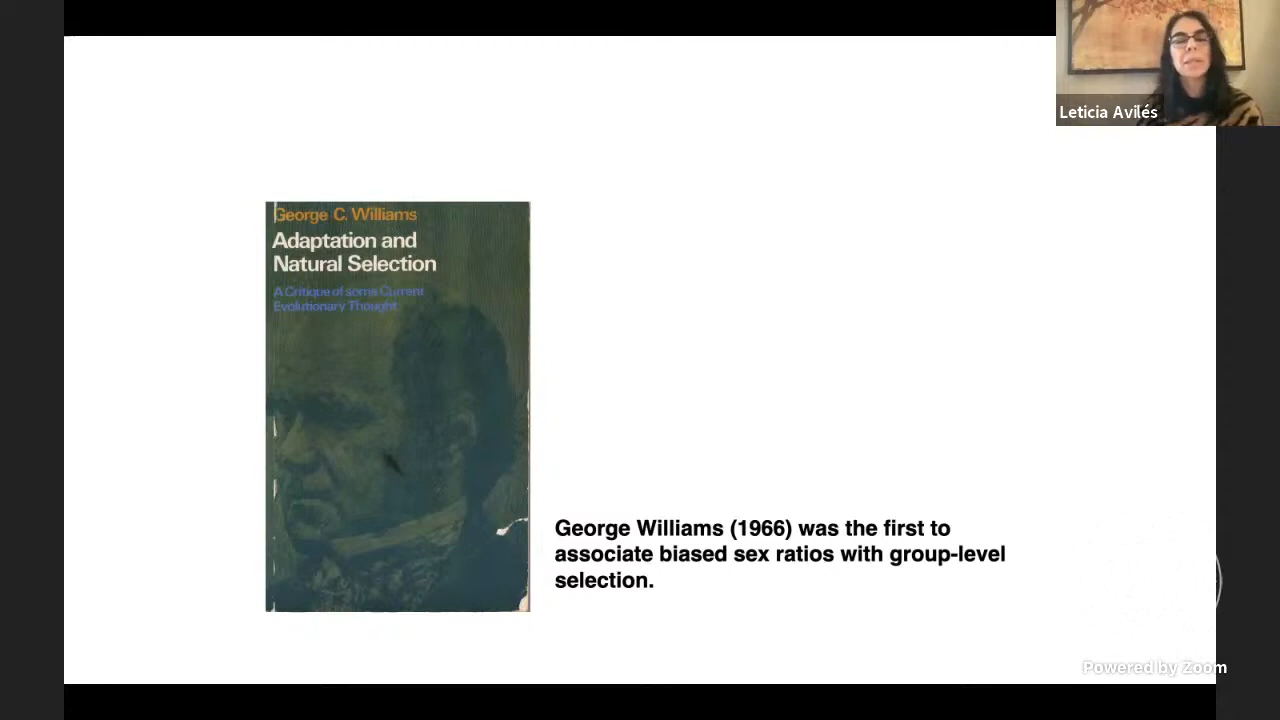 Leticia Avilés
George C. Williams
Adaptation and
Natural Selection
A Critique of some Current
Evolutionary Thought
George Williams (1966) was the first to
associate biased sex ratios with group-level
selection.
Powered by Zoom